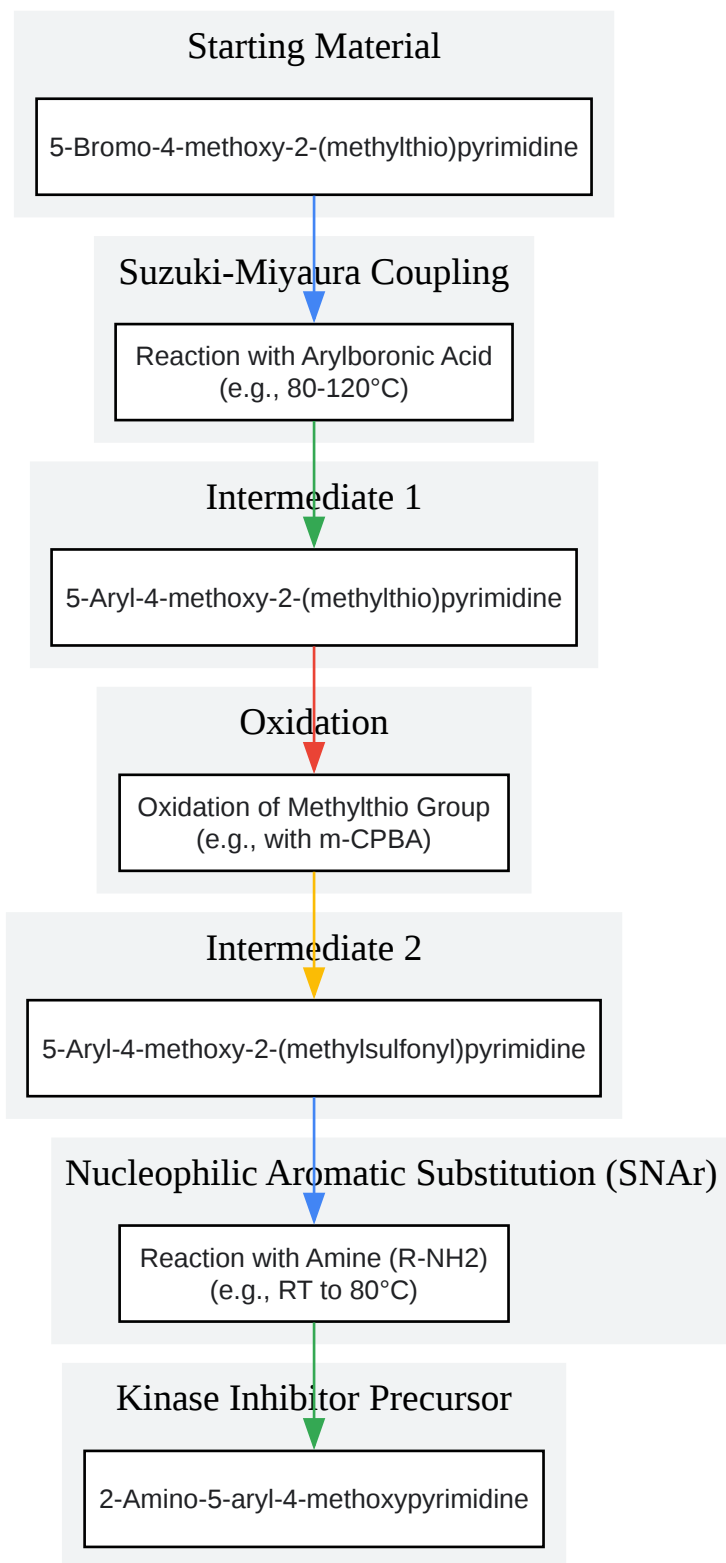 Starting Material
5-Bromo-4-methoxy-2-(methylthio)pyrimidine
Suzuki-Miyaura Coupling
Reaction with Arylboronic Acid
(e.g., 80-120°C)
Intermediate 1
5-Aryl-4-methoxy-2-(methylthio)pyrimidine
Oxidation
Oxidation of Methylthio Group
(e.g., with m-CPBA)
Intermediate 2
5-Aryl-4-methoxy-2-(methylsulfonyl)pyrimidine
Nucleophilic Aromatic Substitution (SNAr)
Reaction with Amine (R-NH2)
(e.g., RT to 80°C)
Kinase Inhibitor Precursor
2-Amino-5-aryl-4-methoxypyrimidine